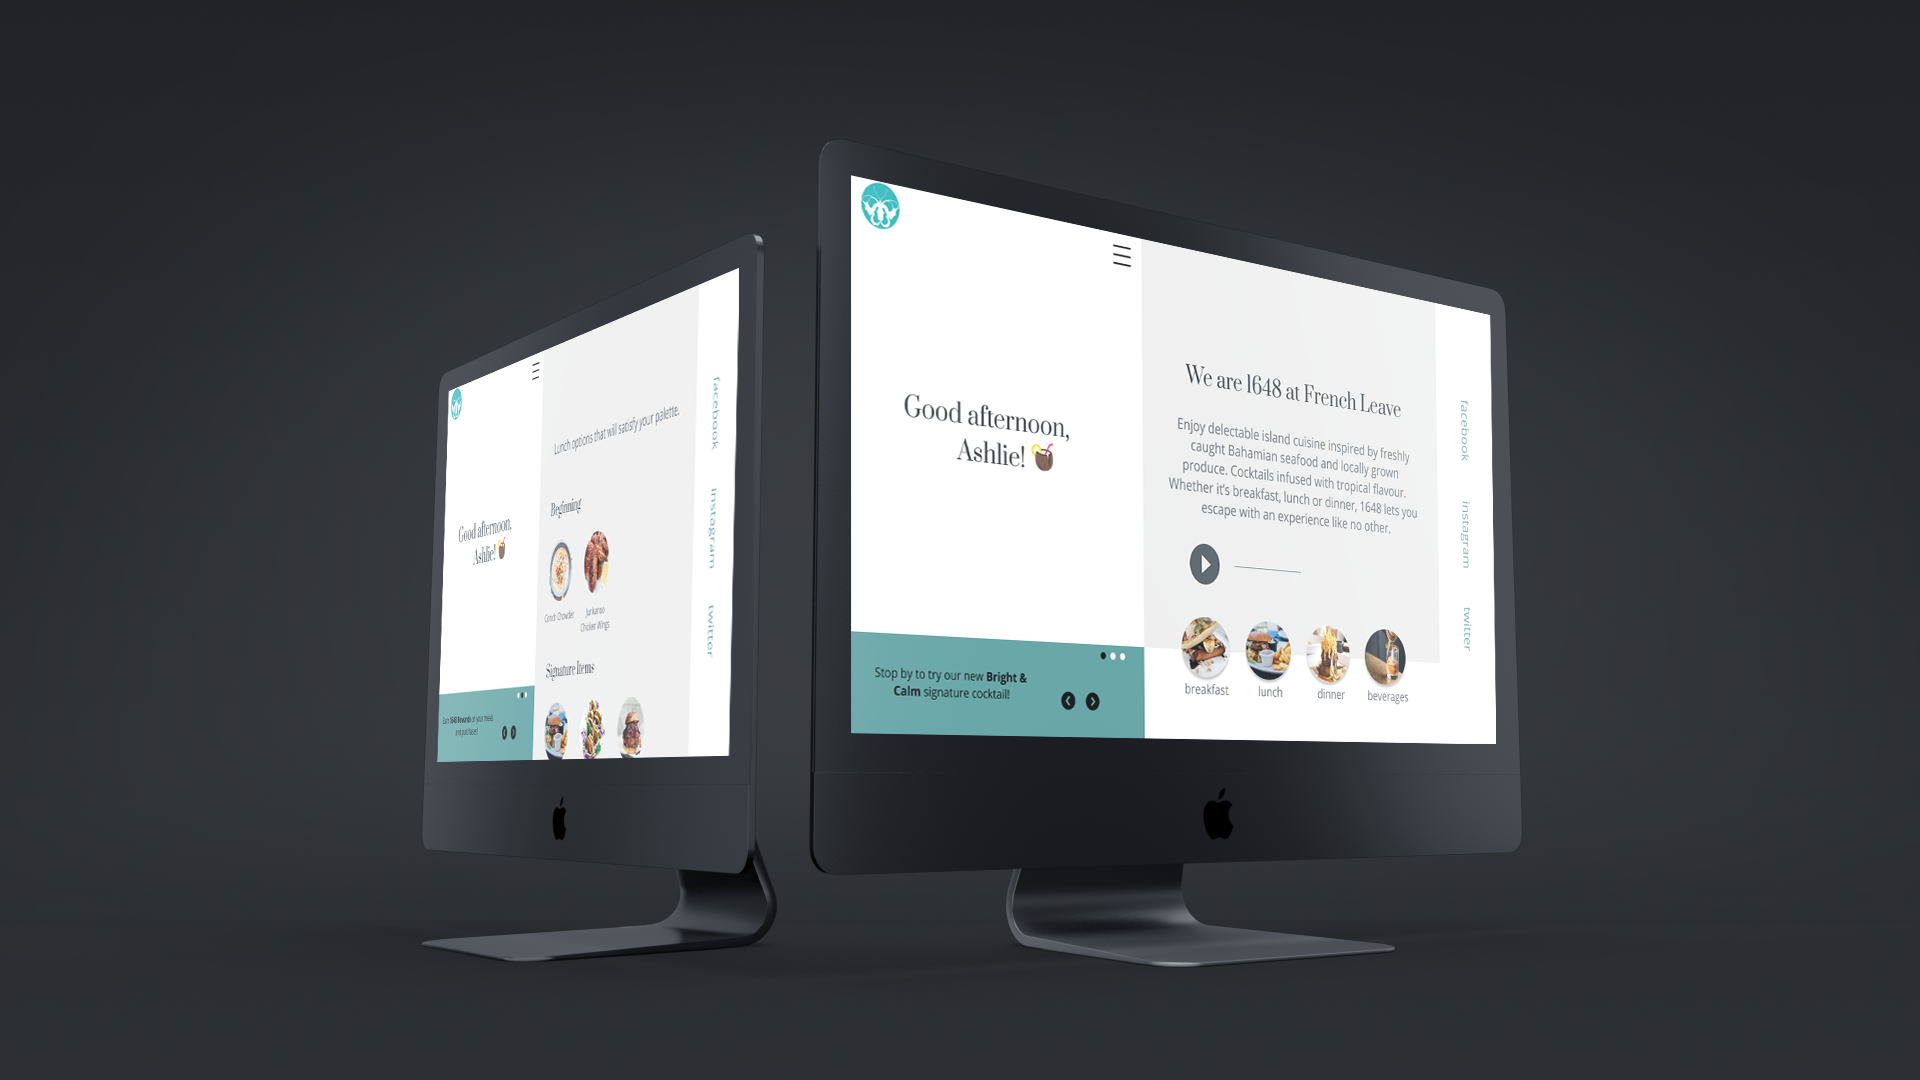 Good afternoon,
Ashlie!
Lunch options that will satisfy your palette.
Beginning
Conch Chowder
Junkanoo
Chicken Wings
Signature Items
Earn 1648 Rewards on your meals
and purchases!
facebook
instagram
twitter
Good afternoon,
Ashlie!
Stop by to try our new Bright &
Calm signature cocktail!
We are 1648 at French Leave
Enjoy delectable island cuisine inspired by freshly
caught Bahamian seafood and locally grown
produce. Cocktails infused with tropical flavour.
Whether it's breakfast, lunch or dinner, 1648 lets you
escape with an experience like no other.
breakfast
lunch
dinner
beverages
facebook
instagram
twitter